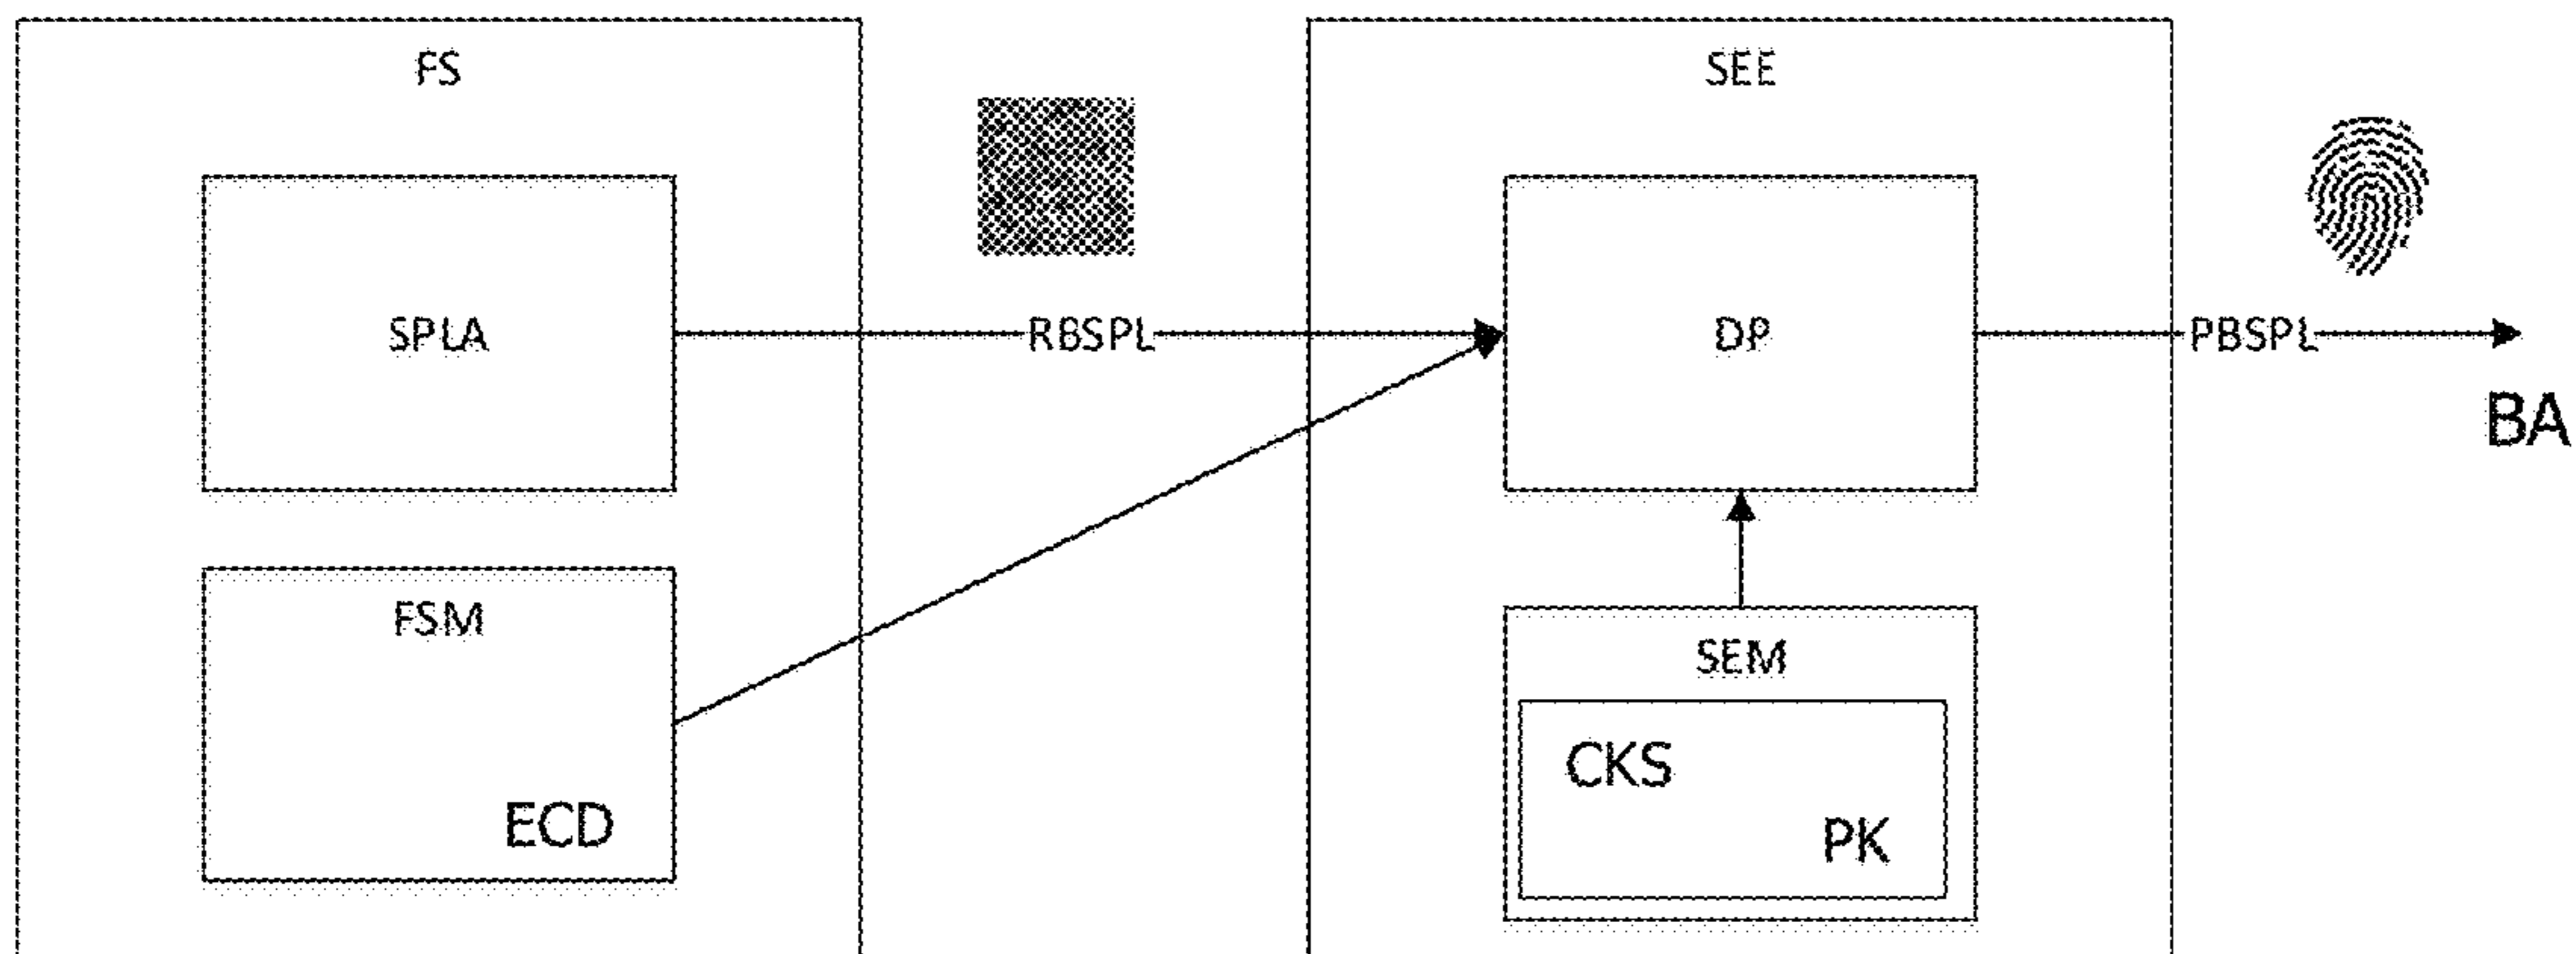 FS
SEE
SPLA
RBSPL
DP
PBSPL
BA
FSM
SEM
ECD
CKS
PK